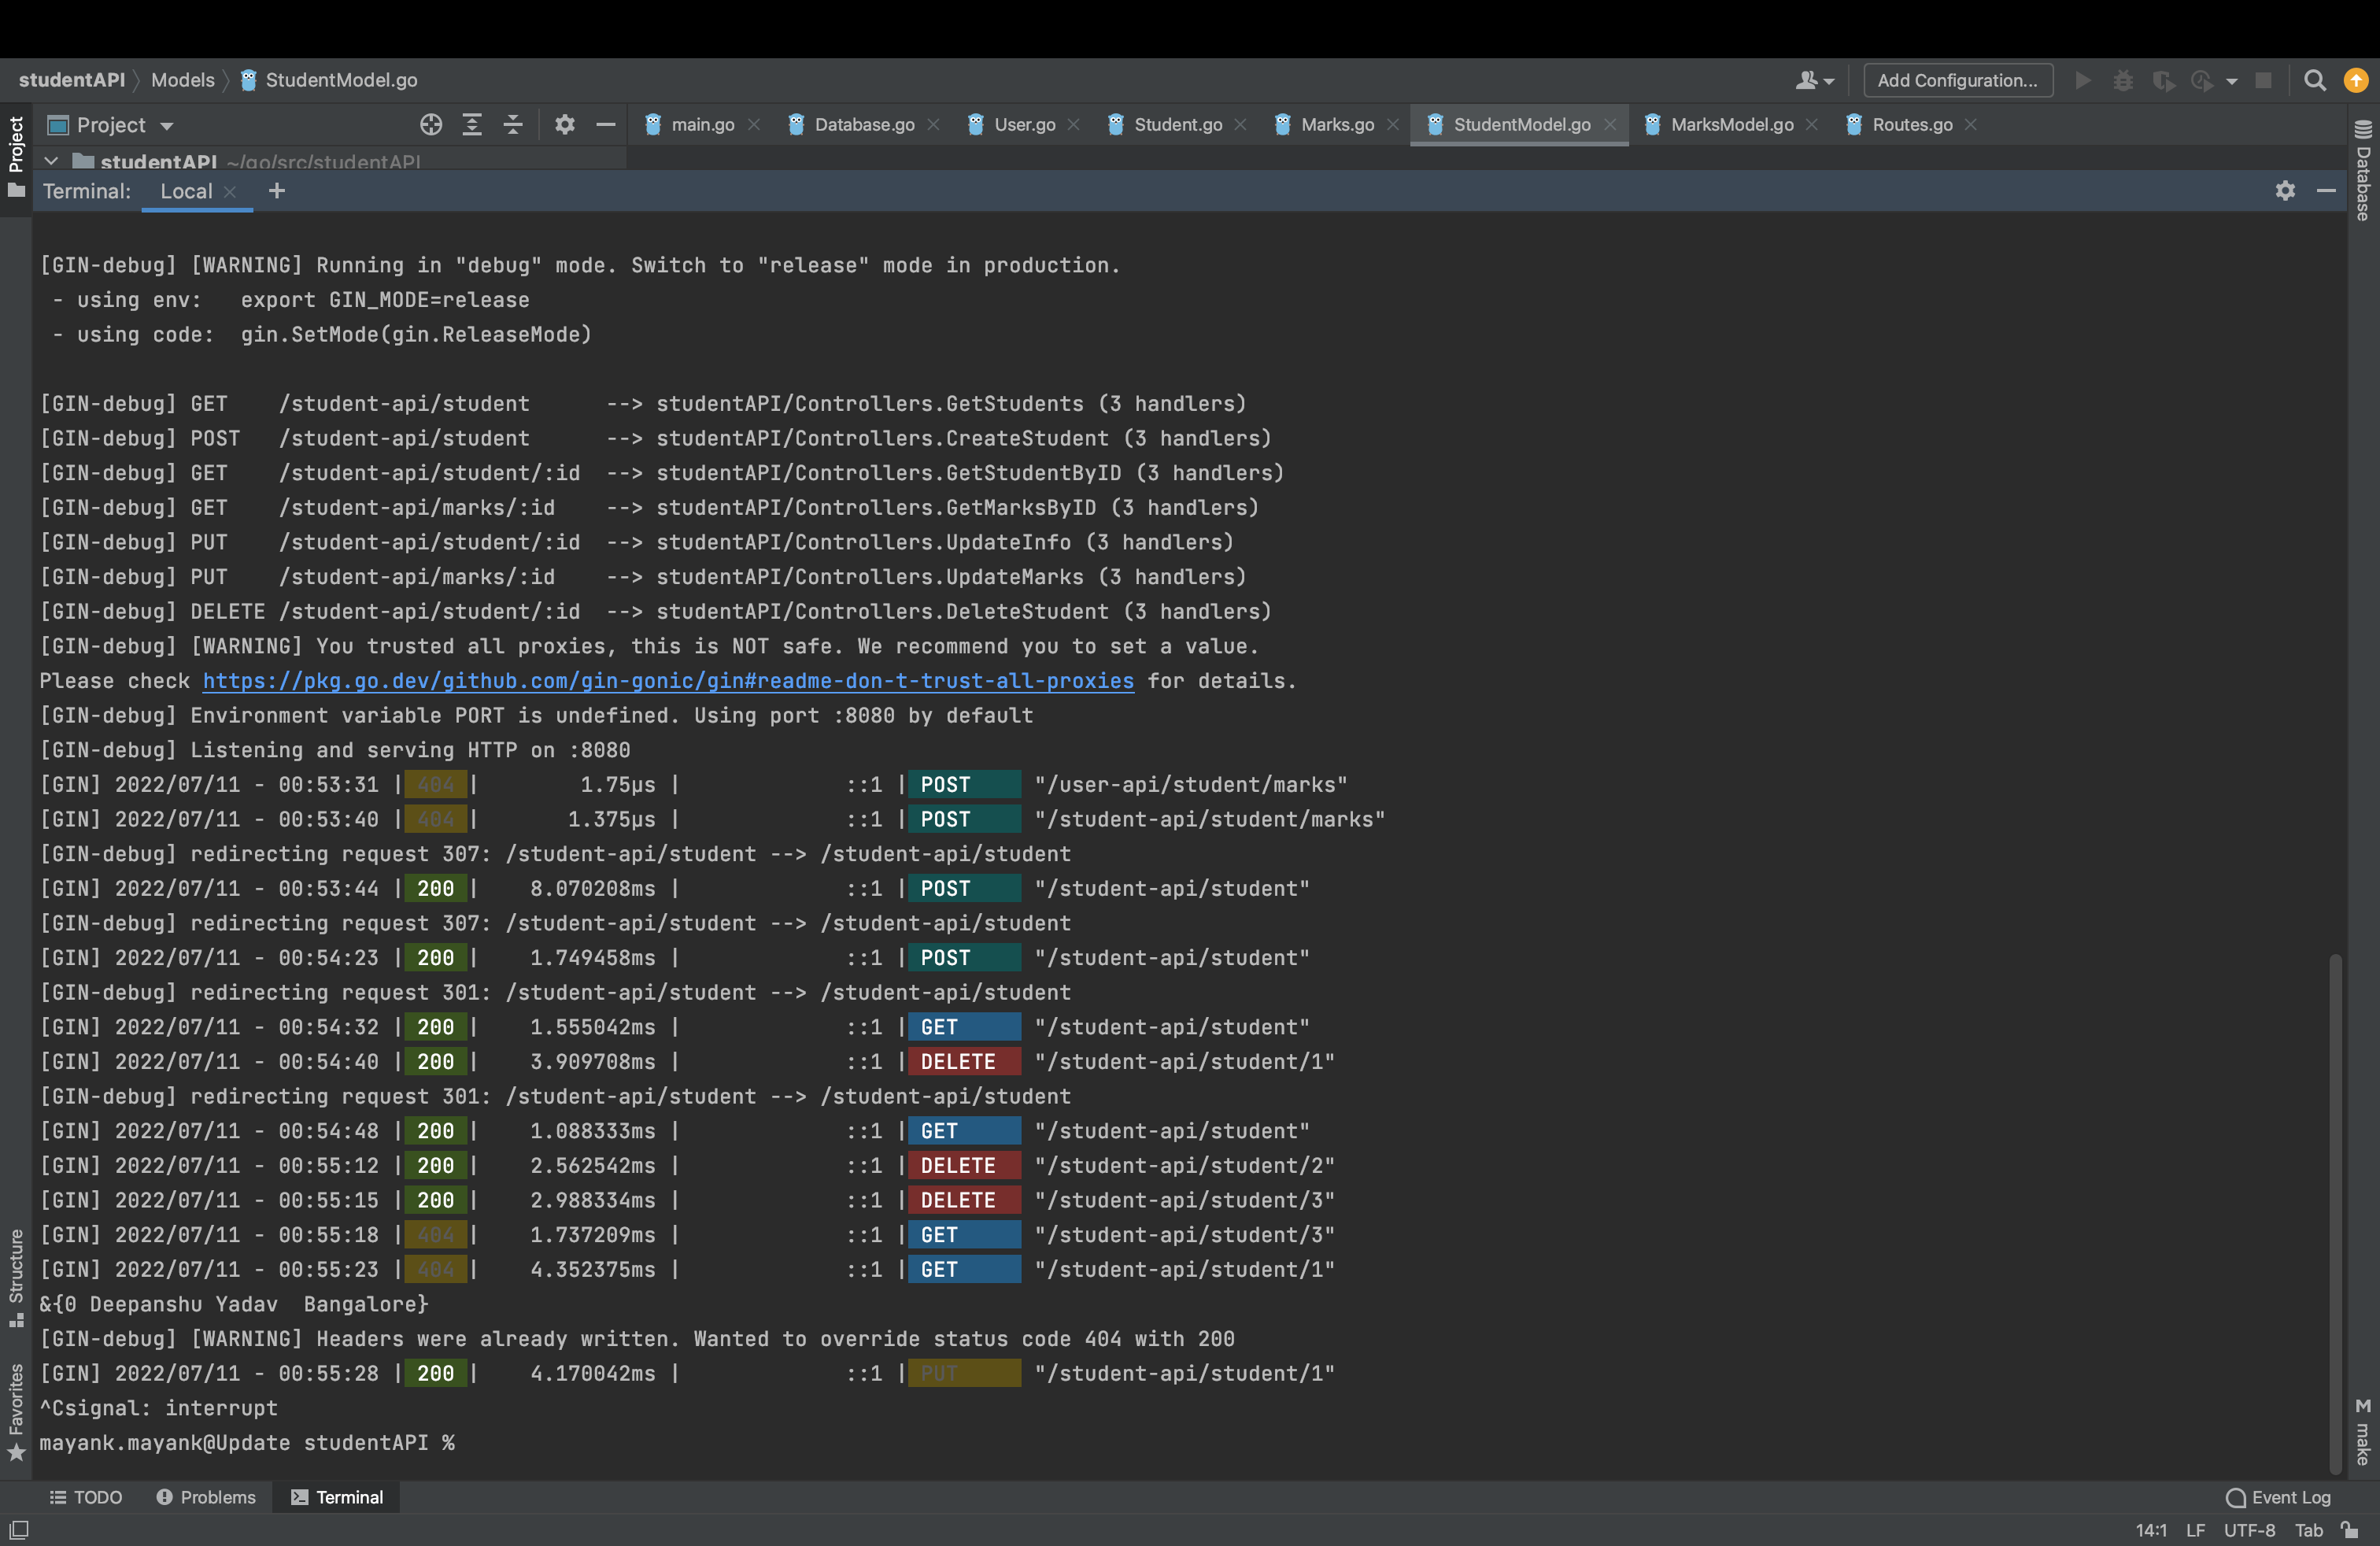 studentAPI Models StudentModel.go Add Configuration...
Project main.go Database.go User.go Student.go Marks.go StudentModel.go MarksModel.go Routes.go
Project
studentAPI ~/go/src/studentAPI
Database
Terminal: Local +
[GIN-debug] [WARNING] Running in "debug" mode. Switch to "release" mode in production.
- using env: export GIN_MODE=release
- using code: gin.SetMode(gin.ReleaseMode)
[GIN-debug] GET /student-api/student --> studentAPI/Controllers.GetStudents (3 handlers)
[GIN-debug] POST /student-api/student --> studentAPI/Controllers.CreateStudent (3 handlers)
[GIN-debug] GET /student-api/student/:id --> studentAPI/Controllers.GetStudentByID (3 handlers)
[GIN-debug] GET /student-api/marks/:id --> studentAPI/Controllers.GetMarksByID (3 handlers)
[GIN-debug] PUT /student-api/student/:id --> studentAPI/Controllers.UpdateInfo (3 handlers)
[GIN-debug] PUT /student-api/marks/:id --> studentAPI/Controllers.UpdateMarks (3 handlers)
[GIN-debug] DELETE /student-api/student/:id --> studentAPI/Controllers.DeleteStudent (3 handlers)
[GIN-debug] [WARNING] You trusted all proxies, this is NOT safe. We recommend you to set a value.
Please check https://pkg.go.dev/github.com/gin-gonic/gin#readme-don-t-trust-all-proxies for details.
[GIN-debug] Environment variable PORT is undefined. Using port :8080 by default
[GIN-debug] Listening and serving HTTP on :8080
[GIN] 2022/07/11 - 00:53:31 | 404 | 1.75µs | ::1 | POST "/user-api/student/marks"
[GIN] 2022/07/11 - 00:53:40 | 404 | 1.375µs | ::1 | POST "/student-api/student/marks"
[GIN-debug] redirecting request 307: /student-api/student --> /student-api/student
[GIN] 2022/07/11 - 00:53:44 | 200 | 8.070208ms | ::1 | POST "/student-api/student"
[GIN-debug] redirecting request 307: /student-api/student --> /student-api/student
[GIN] 2022/07/11 - 00:54:23 | 200 | 1.749458ms | ::1 | POST "/student-api/student"
[GIN-debug] redirecting request 301: /student-api/student --> /student-api/student
[GIN] 2022/07/11 - 00:54:32 | 200 | 1.555042ms | ::1 | GET "/student-api/student"
[GIN] 2022/07/11 - 00:54:40 | 200 | 3.909708ms | ::1 | DELETE "/student-api/student/1"
[GIN-debug] redirecting request 301: /student-api/student --> /student-api/student
[GIN] 2022/07/11 - 00:54:48 | 200 | 1.088333ms | ::1 | GET "/student-api/student"
[GIN] 2022/07/11 - 00:55:12 | 200 | 2.562542ms | ::1 | DELETE "/student-api/student/2"
[GIN] 2022/07/11 - 00:55:15 | 200 | 2.988334ms | ::1 | DELETE "/student-api/student/3"
[GIN] 2022/07/11 - 00:55:18 | 404 | 1.737209ms | ::1 | GET "/student-api/student/3"
[GIN] 2022/07/11 - 00:55:23 | 404 | 4.352375ms | ::1 | GET "/student-api/student/1"
&{0 Deepanshu Yadav Bangalore}
[GIN-debug] [WARNING] Headers were already written. Wanted to override status code 404 with 200
[GIN] 2022/07/11 - 00:55:28 | 200 | 4.170042ms | ::1 | PUT "/student-api/student/1"
^Csignal: interrupt
mayank.mayank@Update studentAPI %
Structure
Favorites
M make
TODO Problems Terminal Event Log
14:1 LF UTF-8 Tab